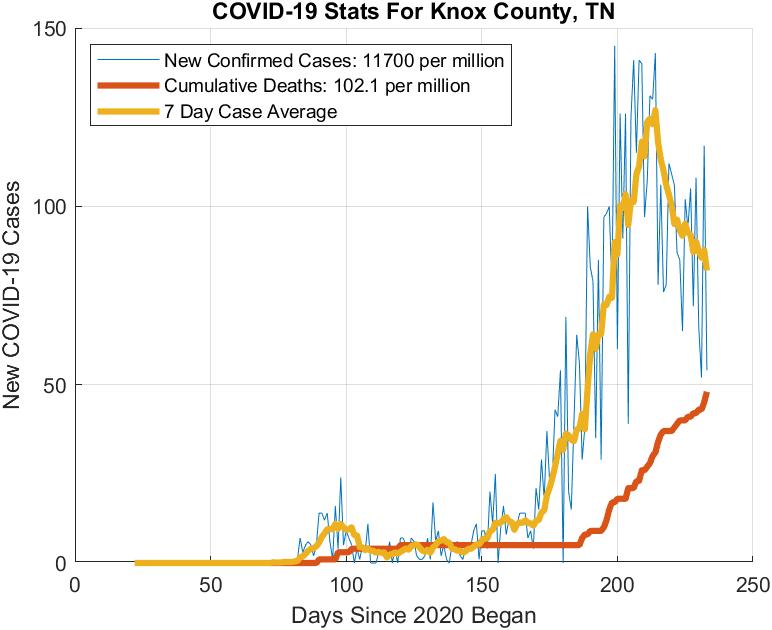 COVID-19 Stats For Knox County, TN
New Confirmed Cases: 11700 per million
Cumulative Deaths: 102.1 per million
7 Day Case Average
New COVID-19 Cases
150
100
50
0
0 50 100 150 200 250
Days Since 2020 Began